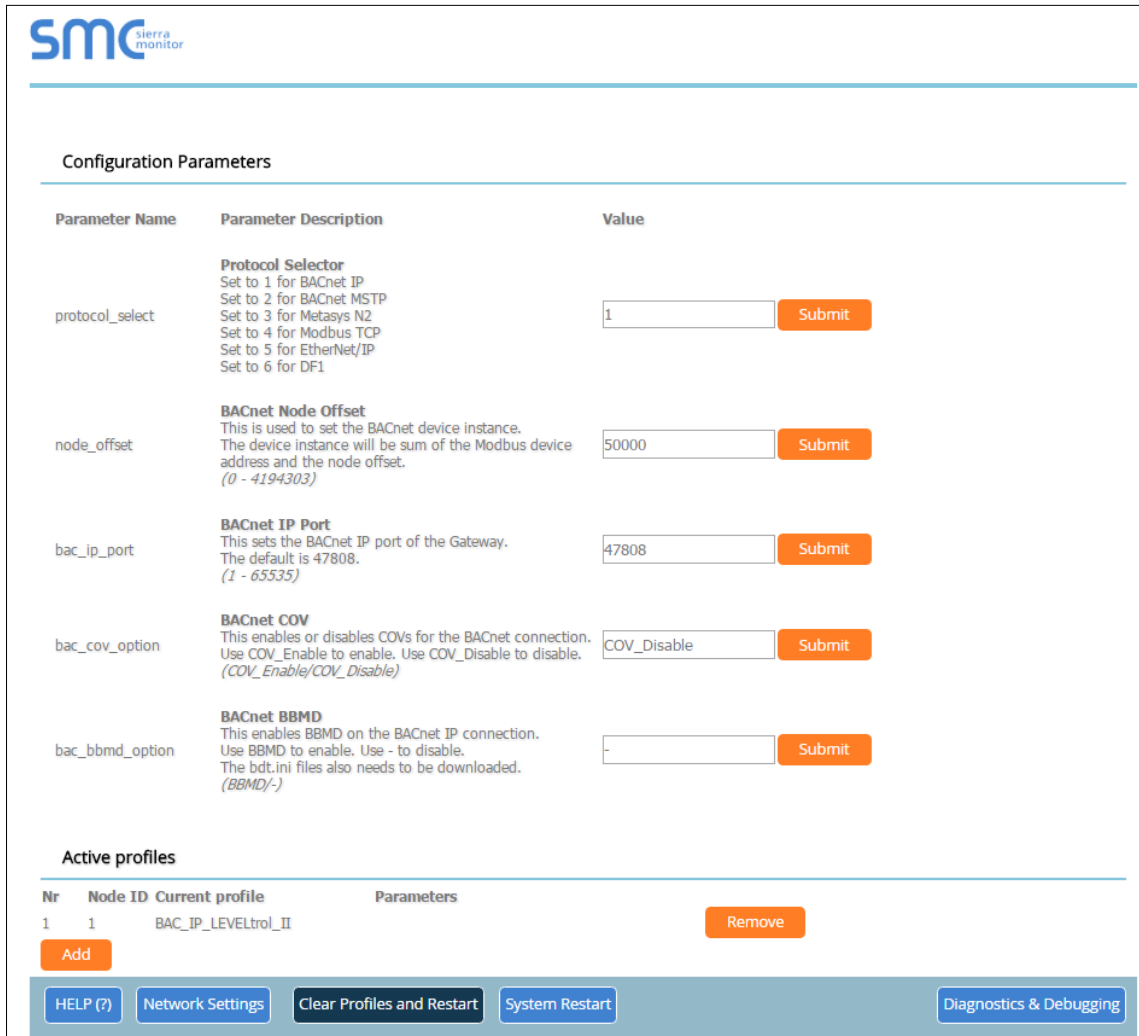 SMC sierra
monitor
Configuration Parameters
Parameter Name Parameter Description Value
Protocol Selector
Set to 1 for BACnet IP
Set to 2 for BACnet MSTP
protocol_select Set to 3 for Metasys N2 1 Submit
Set to 4 for Modbus TCP
Set to 5 for EtherNet/IP
Set to 6 for DF1
BACnet Node Offset
This is used to set the BACnet device instance.
node_offset The device instance will be sum of the Modbus device 50000 Submit
address and the node offset.
(0 - 4194303)
BACnet IP Port
This sets the BACnet IP port of the Gateway.
bac_ip_port The default is 47808. 47808 Submit
(1 - 65535)
BACnet COV
This enables or disables COVs for the BACnet connection.
bac_cov_option Use COV_Enable to enable. Use COV_Disable to disable. COV_Disable Submit
(COV_Enable/COV_Disable)
BACnet BBMD
This enables BBMD on the BACnet IP connection.
bac_bbmd_option Use BBMD to enable. Use - to disable. - Submit
The bdt.ini files also needs to be downloaded.
(BBMD/-)
Active profiles
Nr Node ID Current profile Parameters
1 1 BAC_IP_LEVELtrol_II Remove
Add
HELP (?) Network Settings Clear Profiles and Restart System Restart Diagnostics & Debugging